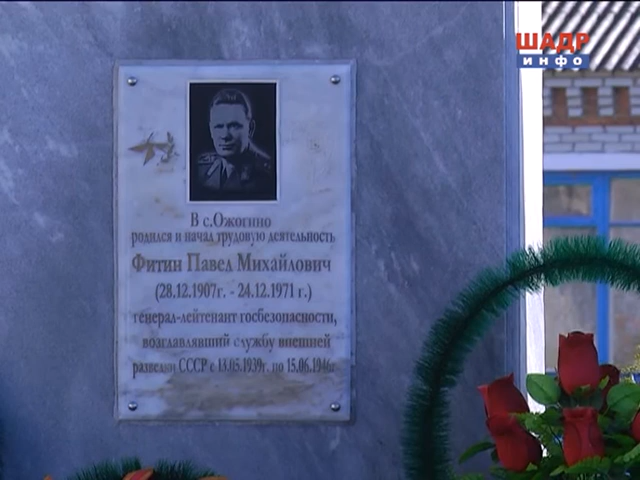 ШАДР
инфо
В с.Ожогино
родился и начал трудовую деятельность
Фитин Павел Михайлович
(28.12.1907г. - 24.12.1971 г.)
генерал-лейтенант госбезопасности,
возглавлявший службу внешней
разведки СССР с 13.05.1939г. по 15.06.1946г.